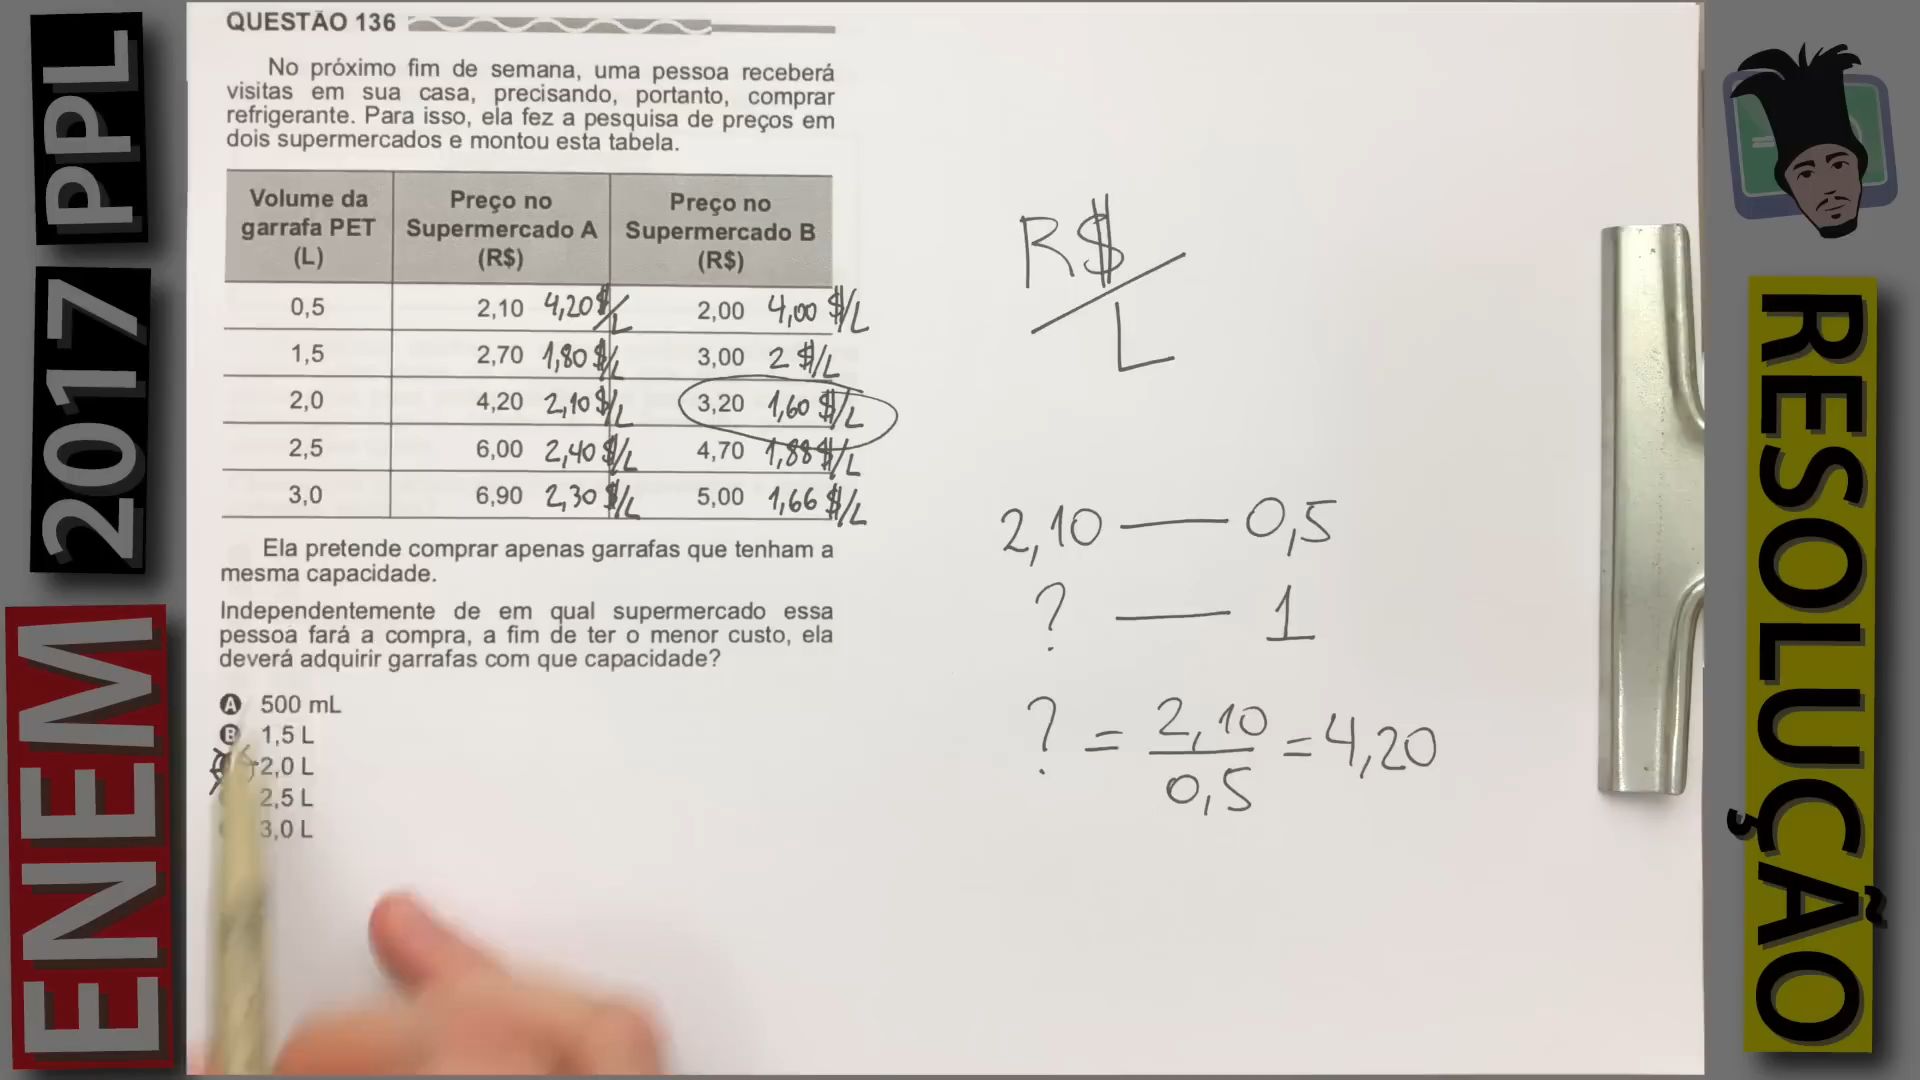 ENEM 2017 PPL
QUESTÃO 136
No próximo fim de semana, uma pessoa receberá
visitas em sua casa, precisando, portanto, comprar
refrigerante. Para isso, ela fez a pesquisa de preços em
dois supermercados e montou esta tabela.
Volume da garrafa PET (L) Preço no Supermercado A (R$) Preço no Supermercado B (R$)
0,5 2,10 4,20 $/L 2,00 4,00 $/L
1,5 2,70 1,80 $/L 3,00 2 $/L
2,0 4,20 2,10 $/L 3,20 1,60 $/L
2,5 6,00 2,40 $/L 4,70 1,88 $/L
3,0 6,90 2,30 $/L 5,00 1,66 $/L
Ela pretende comprar apenas garrafas que tenham a
mesma capacidade.
Independentemente de em qual supermercado essa
pessoa fará a compra, a fim de ter o menor custo, ela
deverá adquirir garrafas com que capacidade?
A 500 mL
B 1,5 L
2,0 L
2,5 L
3,0 L
R$/L
2,10 — 0,5
? — 1
? = 2,10/0,5 = 4,20
RESOLUÇÃO